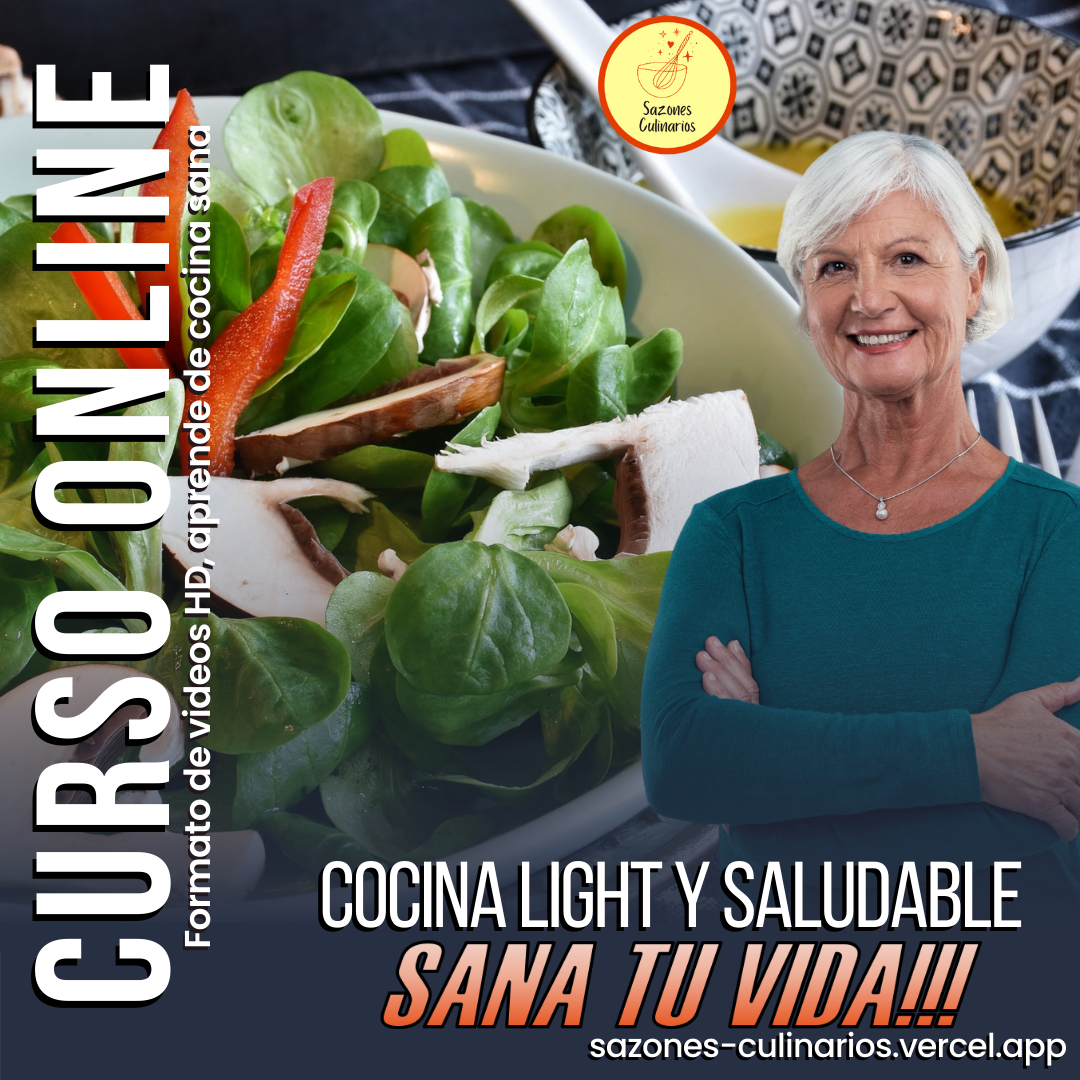 Sazones
Culinarios
CURSO ONLINE
Formato de videos HD, aprende de cocina sana
COCINA LIGHT Y SALUDABLE
SANA TU VIDA!!!
sazones-culinarios.vercel.app